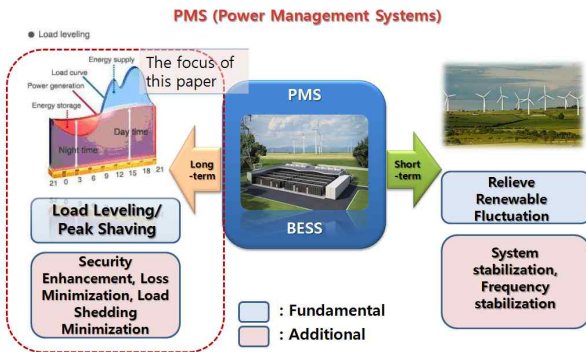 PMS (Power Management Systems)
Load leveling
Energy supply
Load curve
Power generation
Energy storage
Day time
Night time
21 0 3 6 9 12 15 18 21
The focus of
this paper
PMS
BESS
Long
-term
Short
-term
Load Leveling/
Peak Shaving
Security
Enhancement, Loss
Minimization, Load
Shedding
Minimization
Relieve
Renewable
Fluctuation
System
stabilization,
Frequency
stabilization
: Fundamental
: Additional